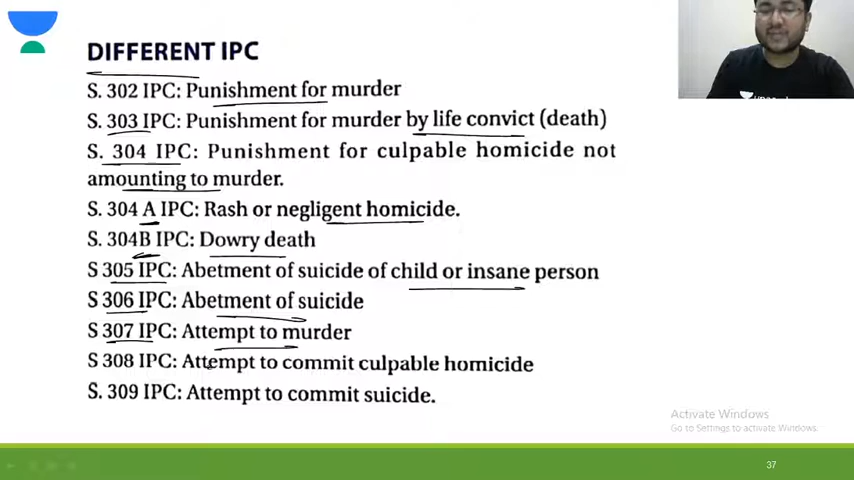 DIFFERENT IPC
S. 302 IPC: Punishment for murder
S. 303 IPC: Punishment for murder by life convict (death)
S. 304 IPC: Punishment for culpable homicide not
amounting to murder.
S. 304 A IPC: Rash or negligent homicide.
S. 304B IPC: Dowry death
S 305 IPC: Abetment of suicide of child or insane person
S 306 IPC: Abetment of suicide
S 307 IPC: Attempt to murder
S 308 IPC: Attempt to commit culpable homicide
S. 309 IPC: Attempt to commit suicide.
Activate Windows
Go to Settings to activate Windows.
37